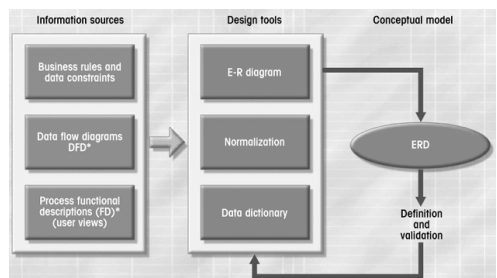 Information sources
Design tools
Conceptual model
Business rules and
data constraints
Data flow diagrams
DFD*
Process functional
descriptions (FD)*
(user views)
E-R diagram
Normalization
Data dictionary
ERD
Definition
and
validation